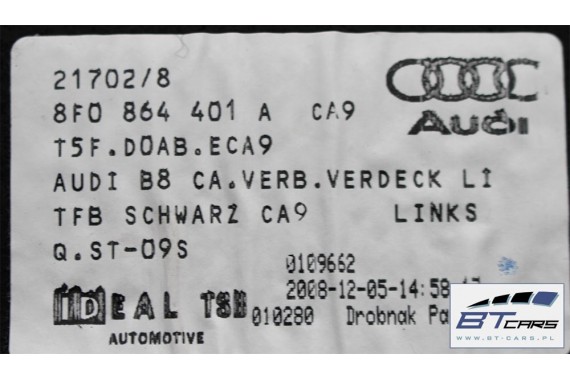 21702/8
8F0 864 401 A CA9
Audi
T5F.DOAB.ECA9
AUDI B8 CA.VERB.VERDECK LI
TFB SCHWARZ CA9 LINKS
Q.ST-09S
0109662
IDEAL TSB 2008-12-05-14:58
010280 Drobnak
AUTOMOTIVE
BT CARS
WWW.BT-CARS.PL